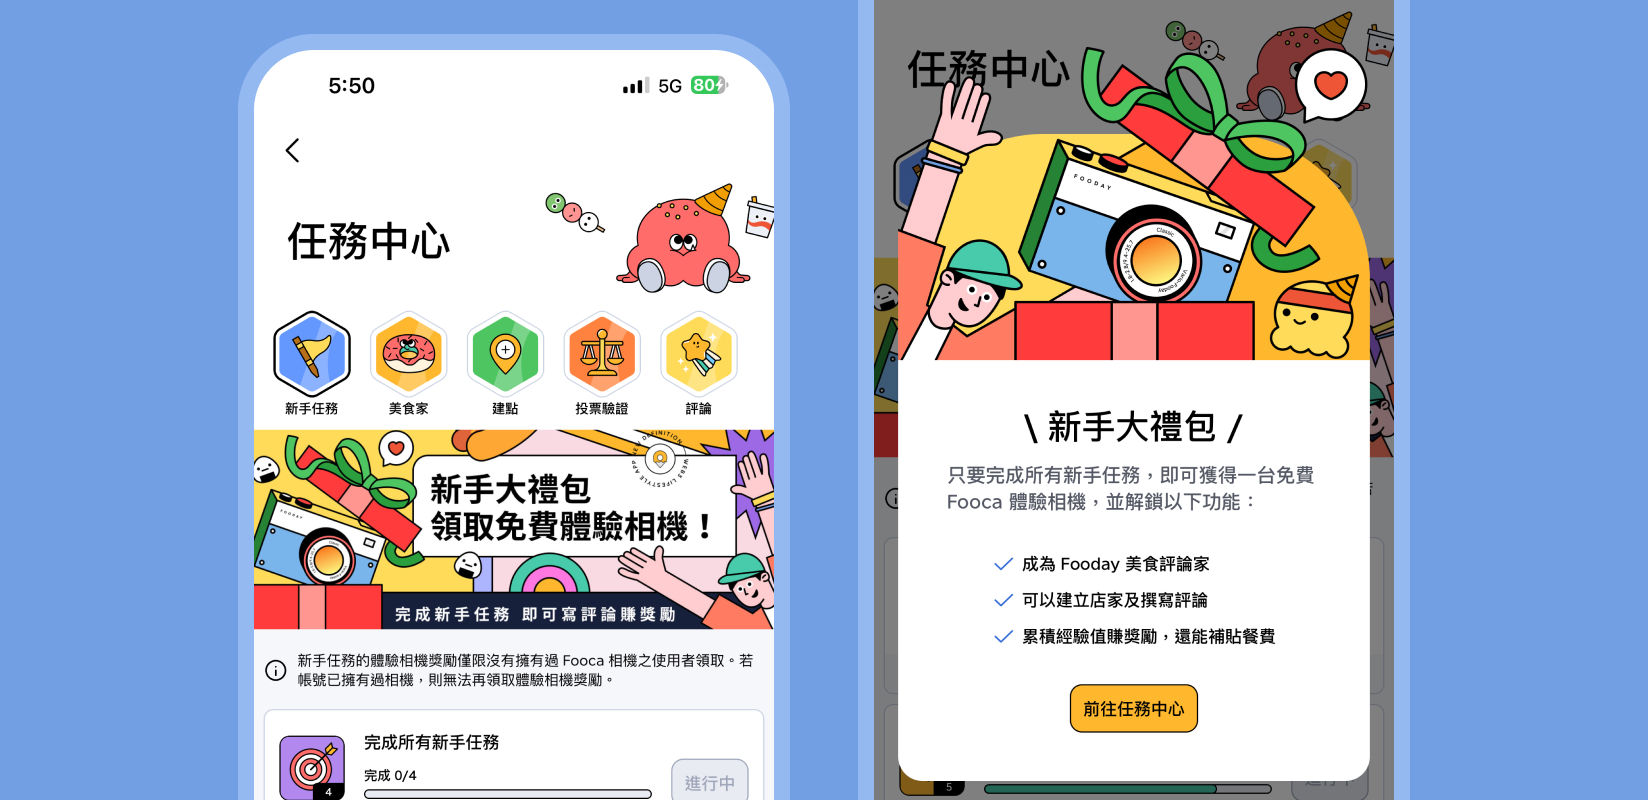 5:50
5G
80
任務中心
新手任務
美食家
建點
投票驗證
評論
FOODAY
新手大禮包
領取免費體驗相機！
完成新手任務 即可寫評論賺獎勵
新手任務的體驗相機獎勵僅限沒有擁有過 Fooca 相機之使用者領取。若
帳號已擁有過相機，則無法再領取體驗相機獎勵。
完成所有新手任務
完成 0/4
4
進行中
任務中心
FOODAY
Classic
Vario-Fooday
\ 新手大禮包 /
只要完成所有新手任務，即可獲得一台免費
Fooca 體驗相機，並解鎖以下功能：
成為 Fooday 美食評論家
可以建立店家及撰寫評論
累積經驗值賺獎勵，還能補貼餐費
前往任務中心
5